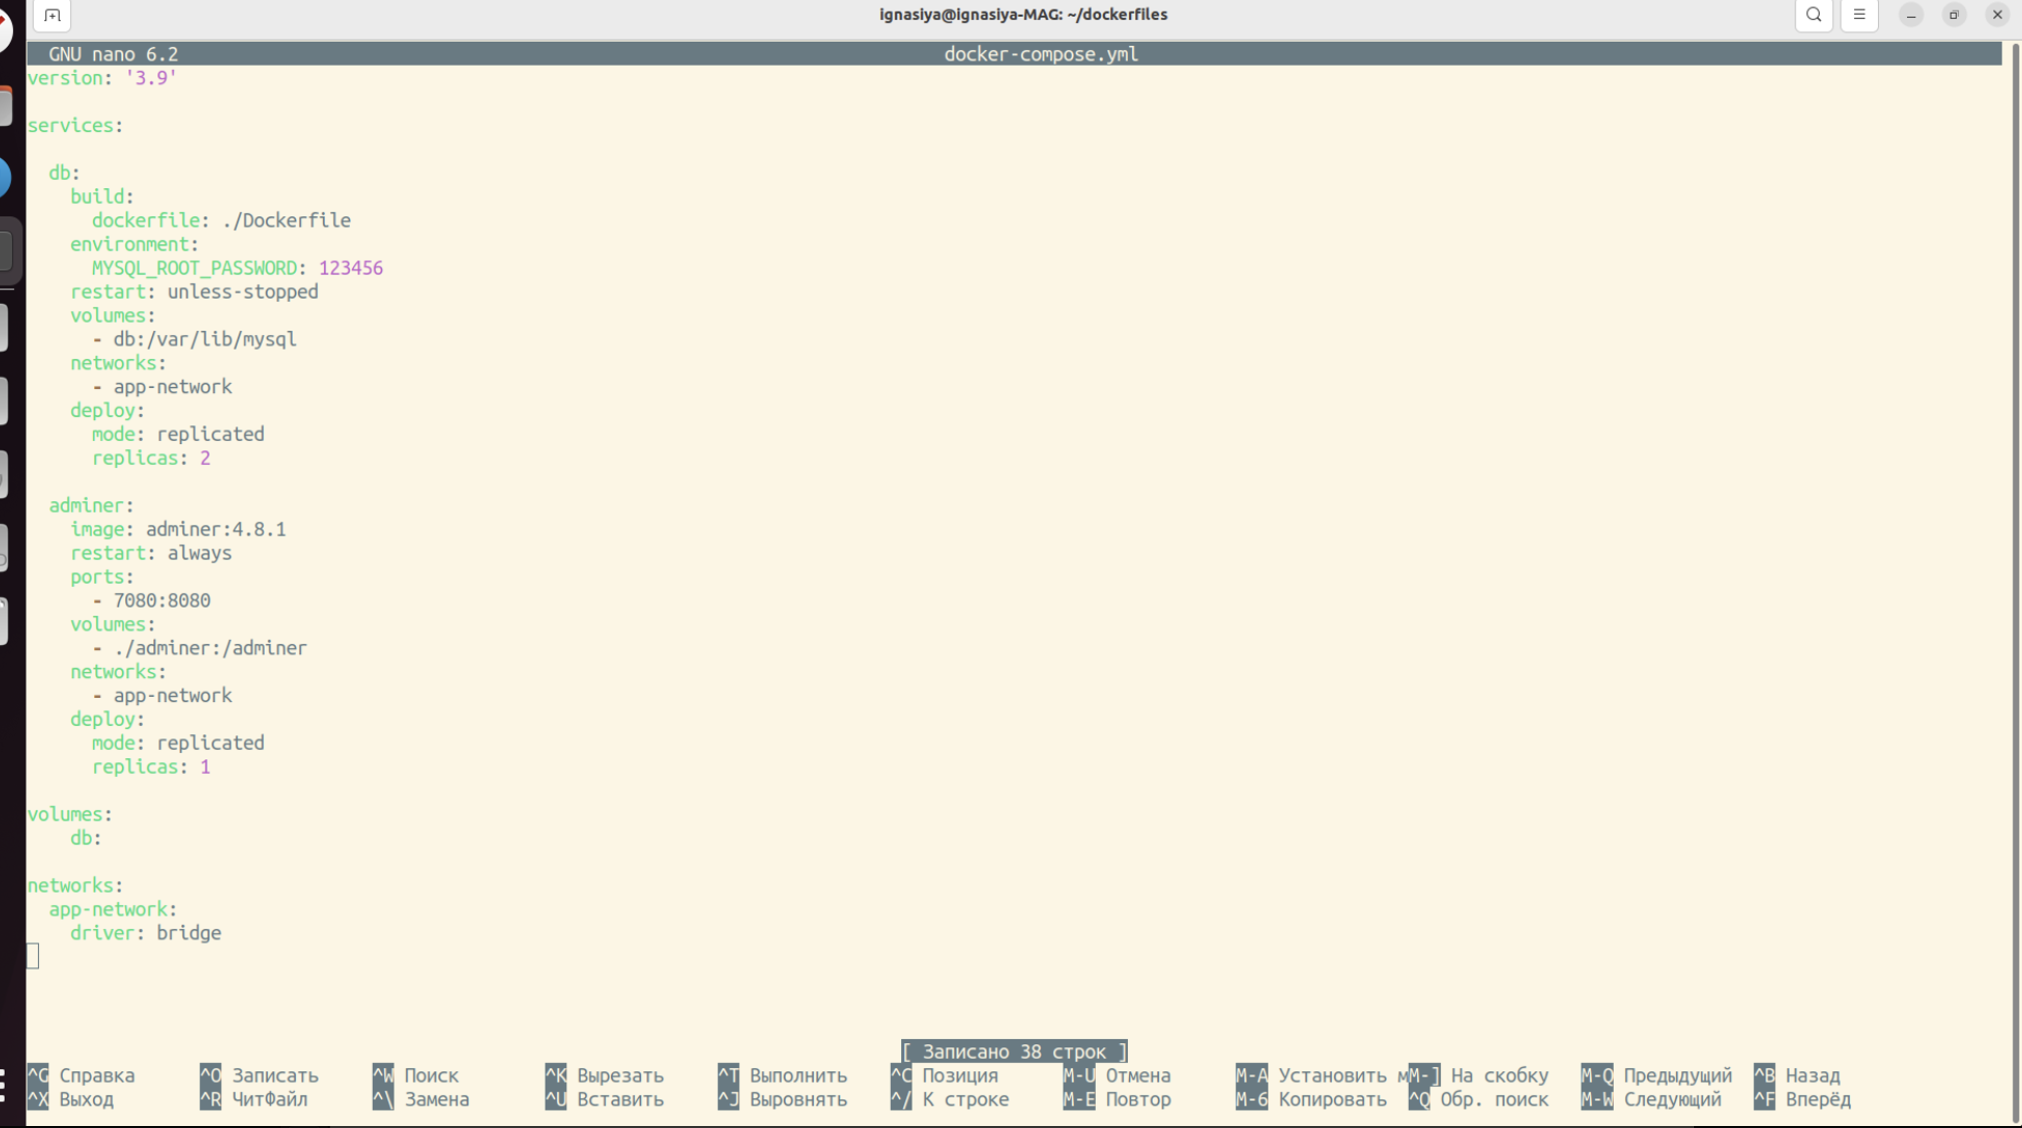 ignasiya@ignasiya-MAG: ~/dockerfiles
GNU nano 6.2 docker-compose.yml
version: '3.9'
services:
  db:
    build:
      dockerfile: ./Dockerfile
    environment:
      MYSQL_ROOT_PASSWORD: 123456
    restart: unless-stopped
    volumes:
      - db:/var/lib/mysql
    networks:
      - app-network
    deploy:
      mode: replicated
      replicas: 2
  adminer:
    image: adminer:4.8.1
    restart: always
    ports:
      - 7080:8080
    volumes:
      - ./adminer:/adminer
    networks:
      - app-network
    deploy:
      mode: replicated
      replicas: 1
volumes:
    db:
networks:
  app-network:
    driver: bridge
[ Записано 38 строк ]
^G Справка ^O Записать ^W Поиск ^K Вырезать ^T Выполнить ^C Позиция M-U Отмена M-A Установить мM-] На скобку M-Q Предыдущий ^B Назад
^X Выход ^R ЧитФайл ^\ Замена ^U Вставить ^J Выровнять ^/ К строке M-E Повтор M-6 Копировать ^Q Обр. поиск M-W Следующий ^F Вперёд